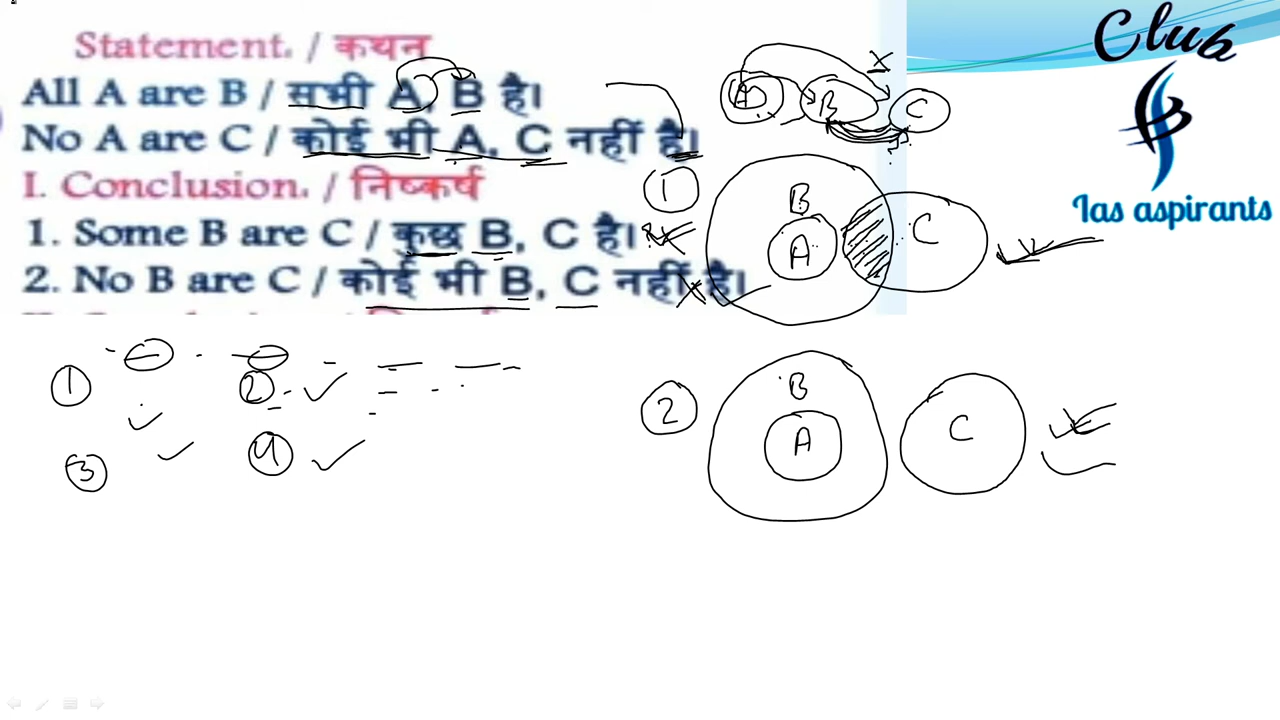 Statement. / कथन
All A are B / सभी A, B है।
No A are C / कोई भी A, C नहीं है।
I. Conclusion. / निष्कर्ष
1. Some B are C / कुछ B, C है।
2. No B are C / कोई भी B, C नहीं है।
Club
Ias aspirants
A B C
X
1
B
A
C
X
2
B
A
C
1 2
3 4